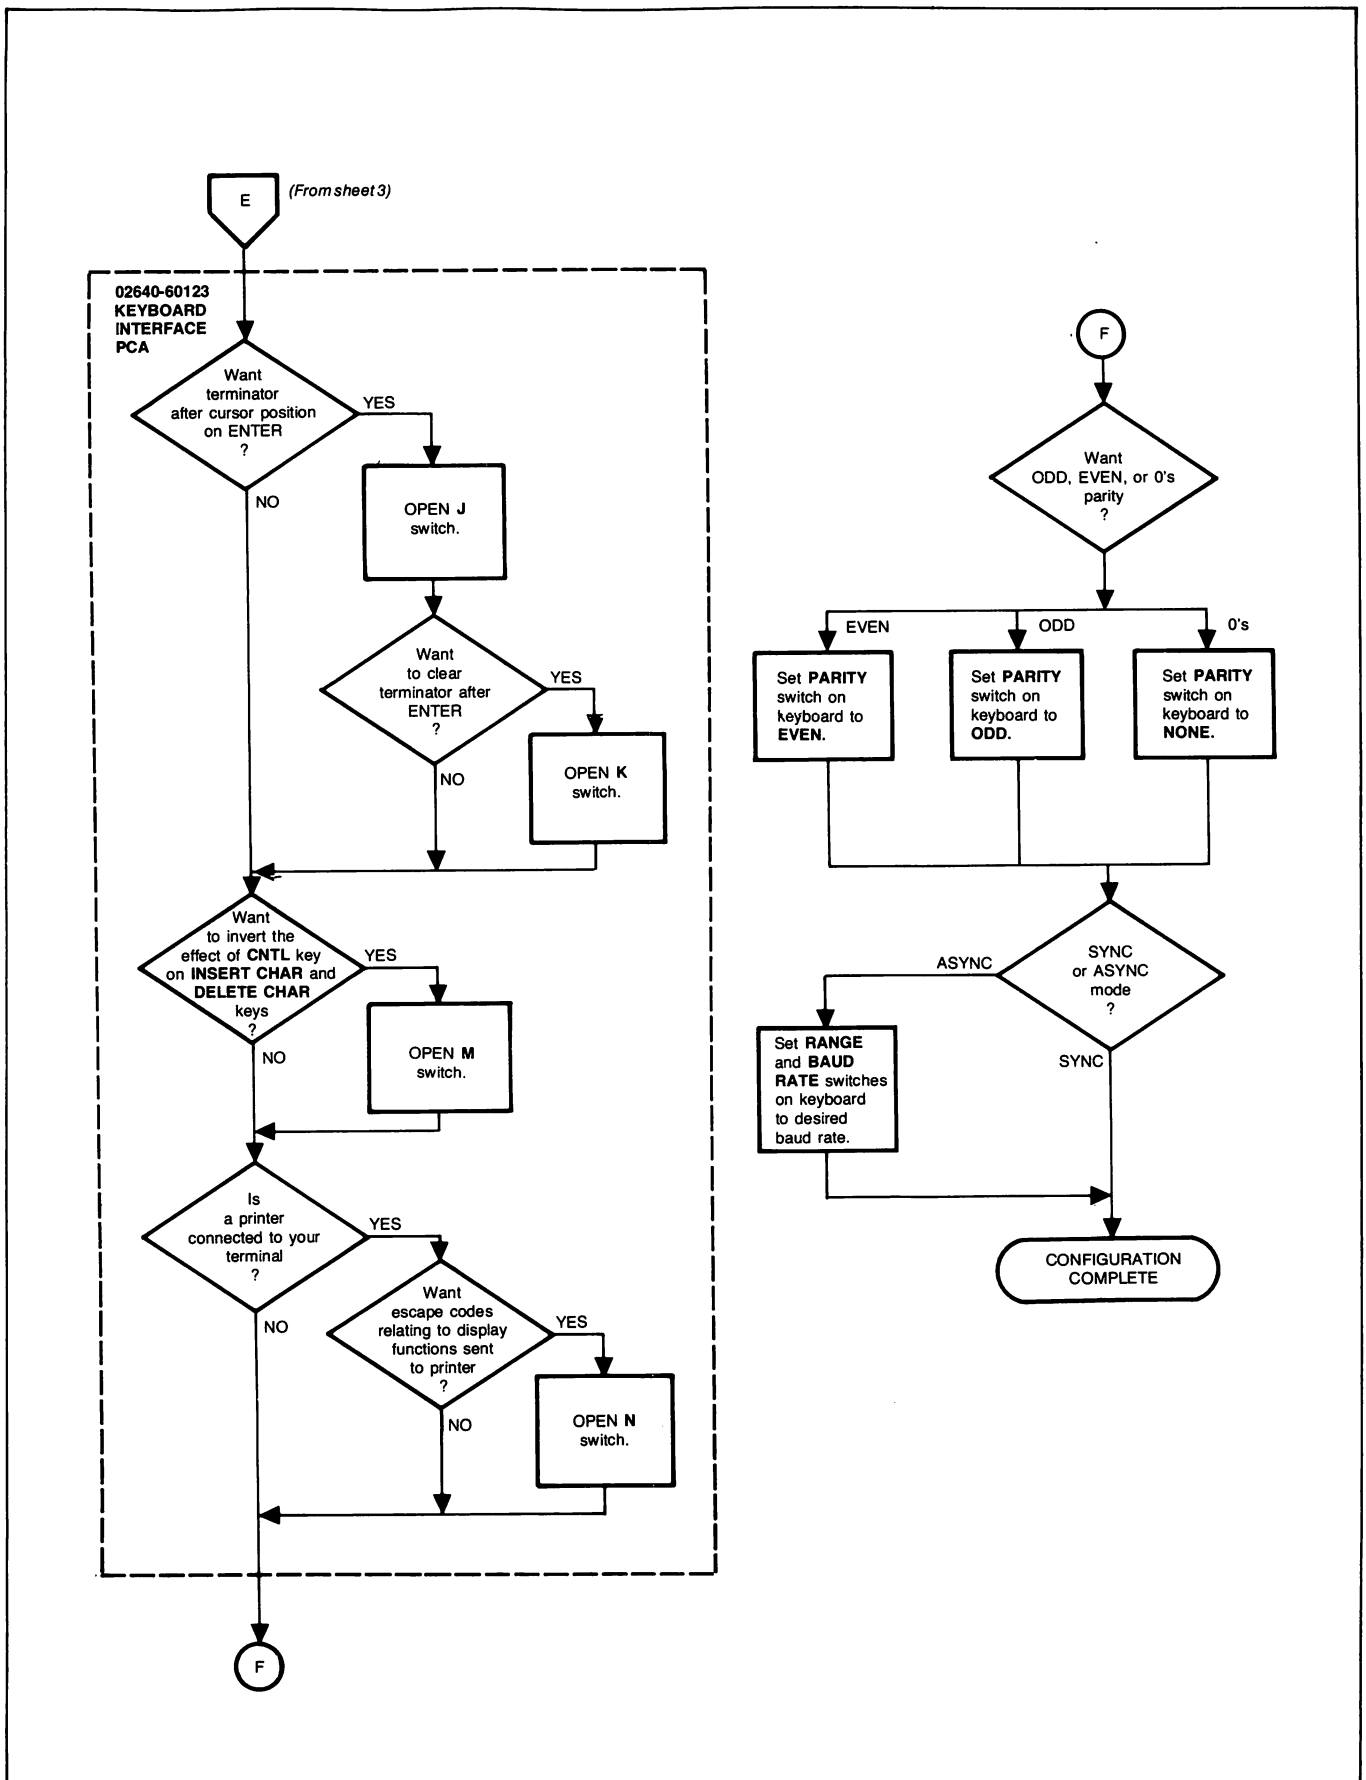 E
(From sheet 3)
02640-60123
KEYBOARD
INTERFACE
PCA
Want
terminator
after cursor position
on ENTER
?
YES
NO
OPEN J
switch.
Want
to clear
terminator after
ENTER
?
YES
NO
OPEN K
switch.
Want
to invert the
effect of CNTL key
on INSERT CHAR and
DELETE CHAR
keys
?
YES
NO
OPEN M
switch.
Is
a printer
connected to your
terminal
?
YES
NO
Want
escape codes
relating to display
functions sent
to printer
?
YES
NO
OPEN N
switch.
F
F
Want
ODD, EVEN, or 0's
parity
?
EVEN
ODD
0's
Set PARITY
switch on
keyboard to
EVEN.
Set PARITY
switch on
keyboard to
ODD.
Set PARITY
switch on
keyboard to
NONE.
SYNC
or ASYNC
mode
?
ASYNC
SYNC
Set RANGE
and BAUD
RATE switches
on keyboard
to desired
baud rate.
CONFIGURATION
COMPLETE